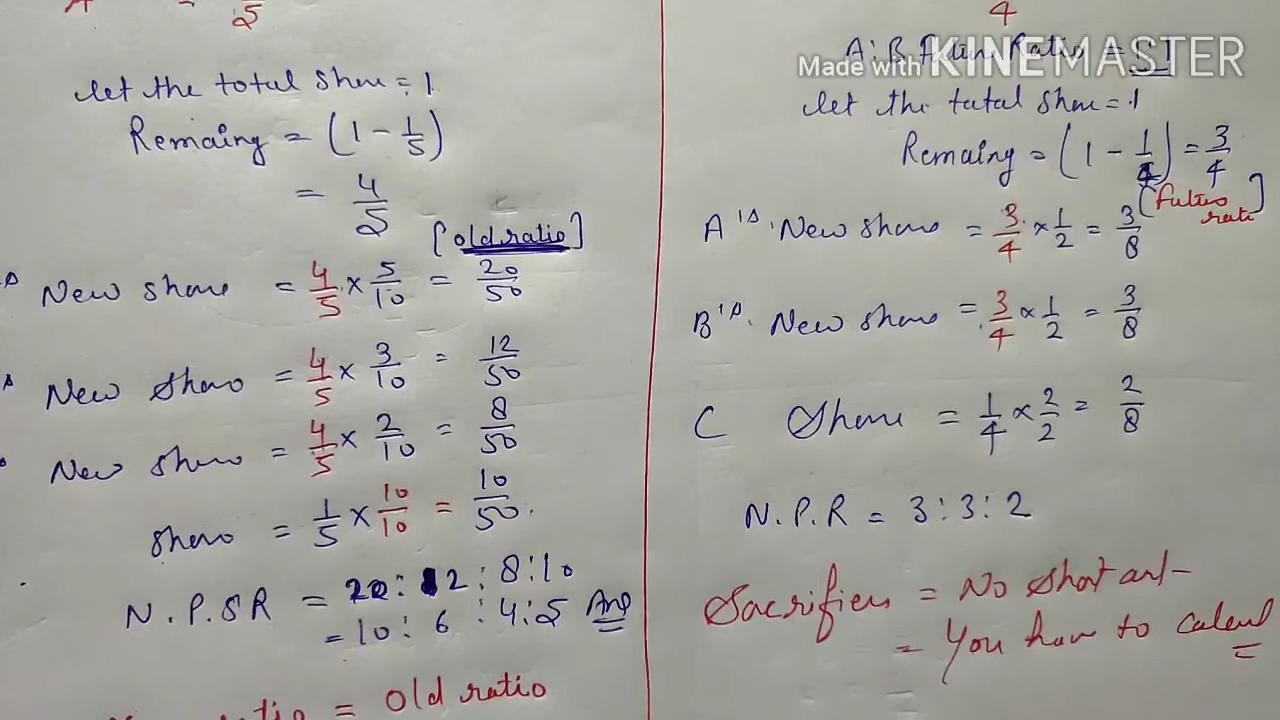 5
let the total Share = 1
Remaing = (1 - 1/5)
= 4/5
[old ratio]
New share = 4/5 × 5/10 = 20/50
New Share = 4/5 × 3/10 = 12/50
New share = 4/5 × 2/10 = 8/50
share = 1/5 × 10/10 = 10/50
N.P.S R = 20 : 12 : 8 : 10
= 10 : 6 : 4 : 5 Ans
ratio = Old ratio
4
A : B Ratio =
Made with KINEMASTER
let the total share = 1
Remaing = (1 - 1/4) = 3/4
[future ratio]
A's New share = 3/4 × 1/2 = 3/8
B's New share = 3/4 × 1/2 = 3/8
C Share = 1/4 × 2/2 = 2/8
N.P.R = 3 : 3 : 2
= No Short cut-
= You have to